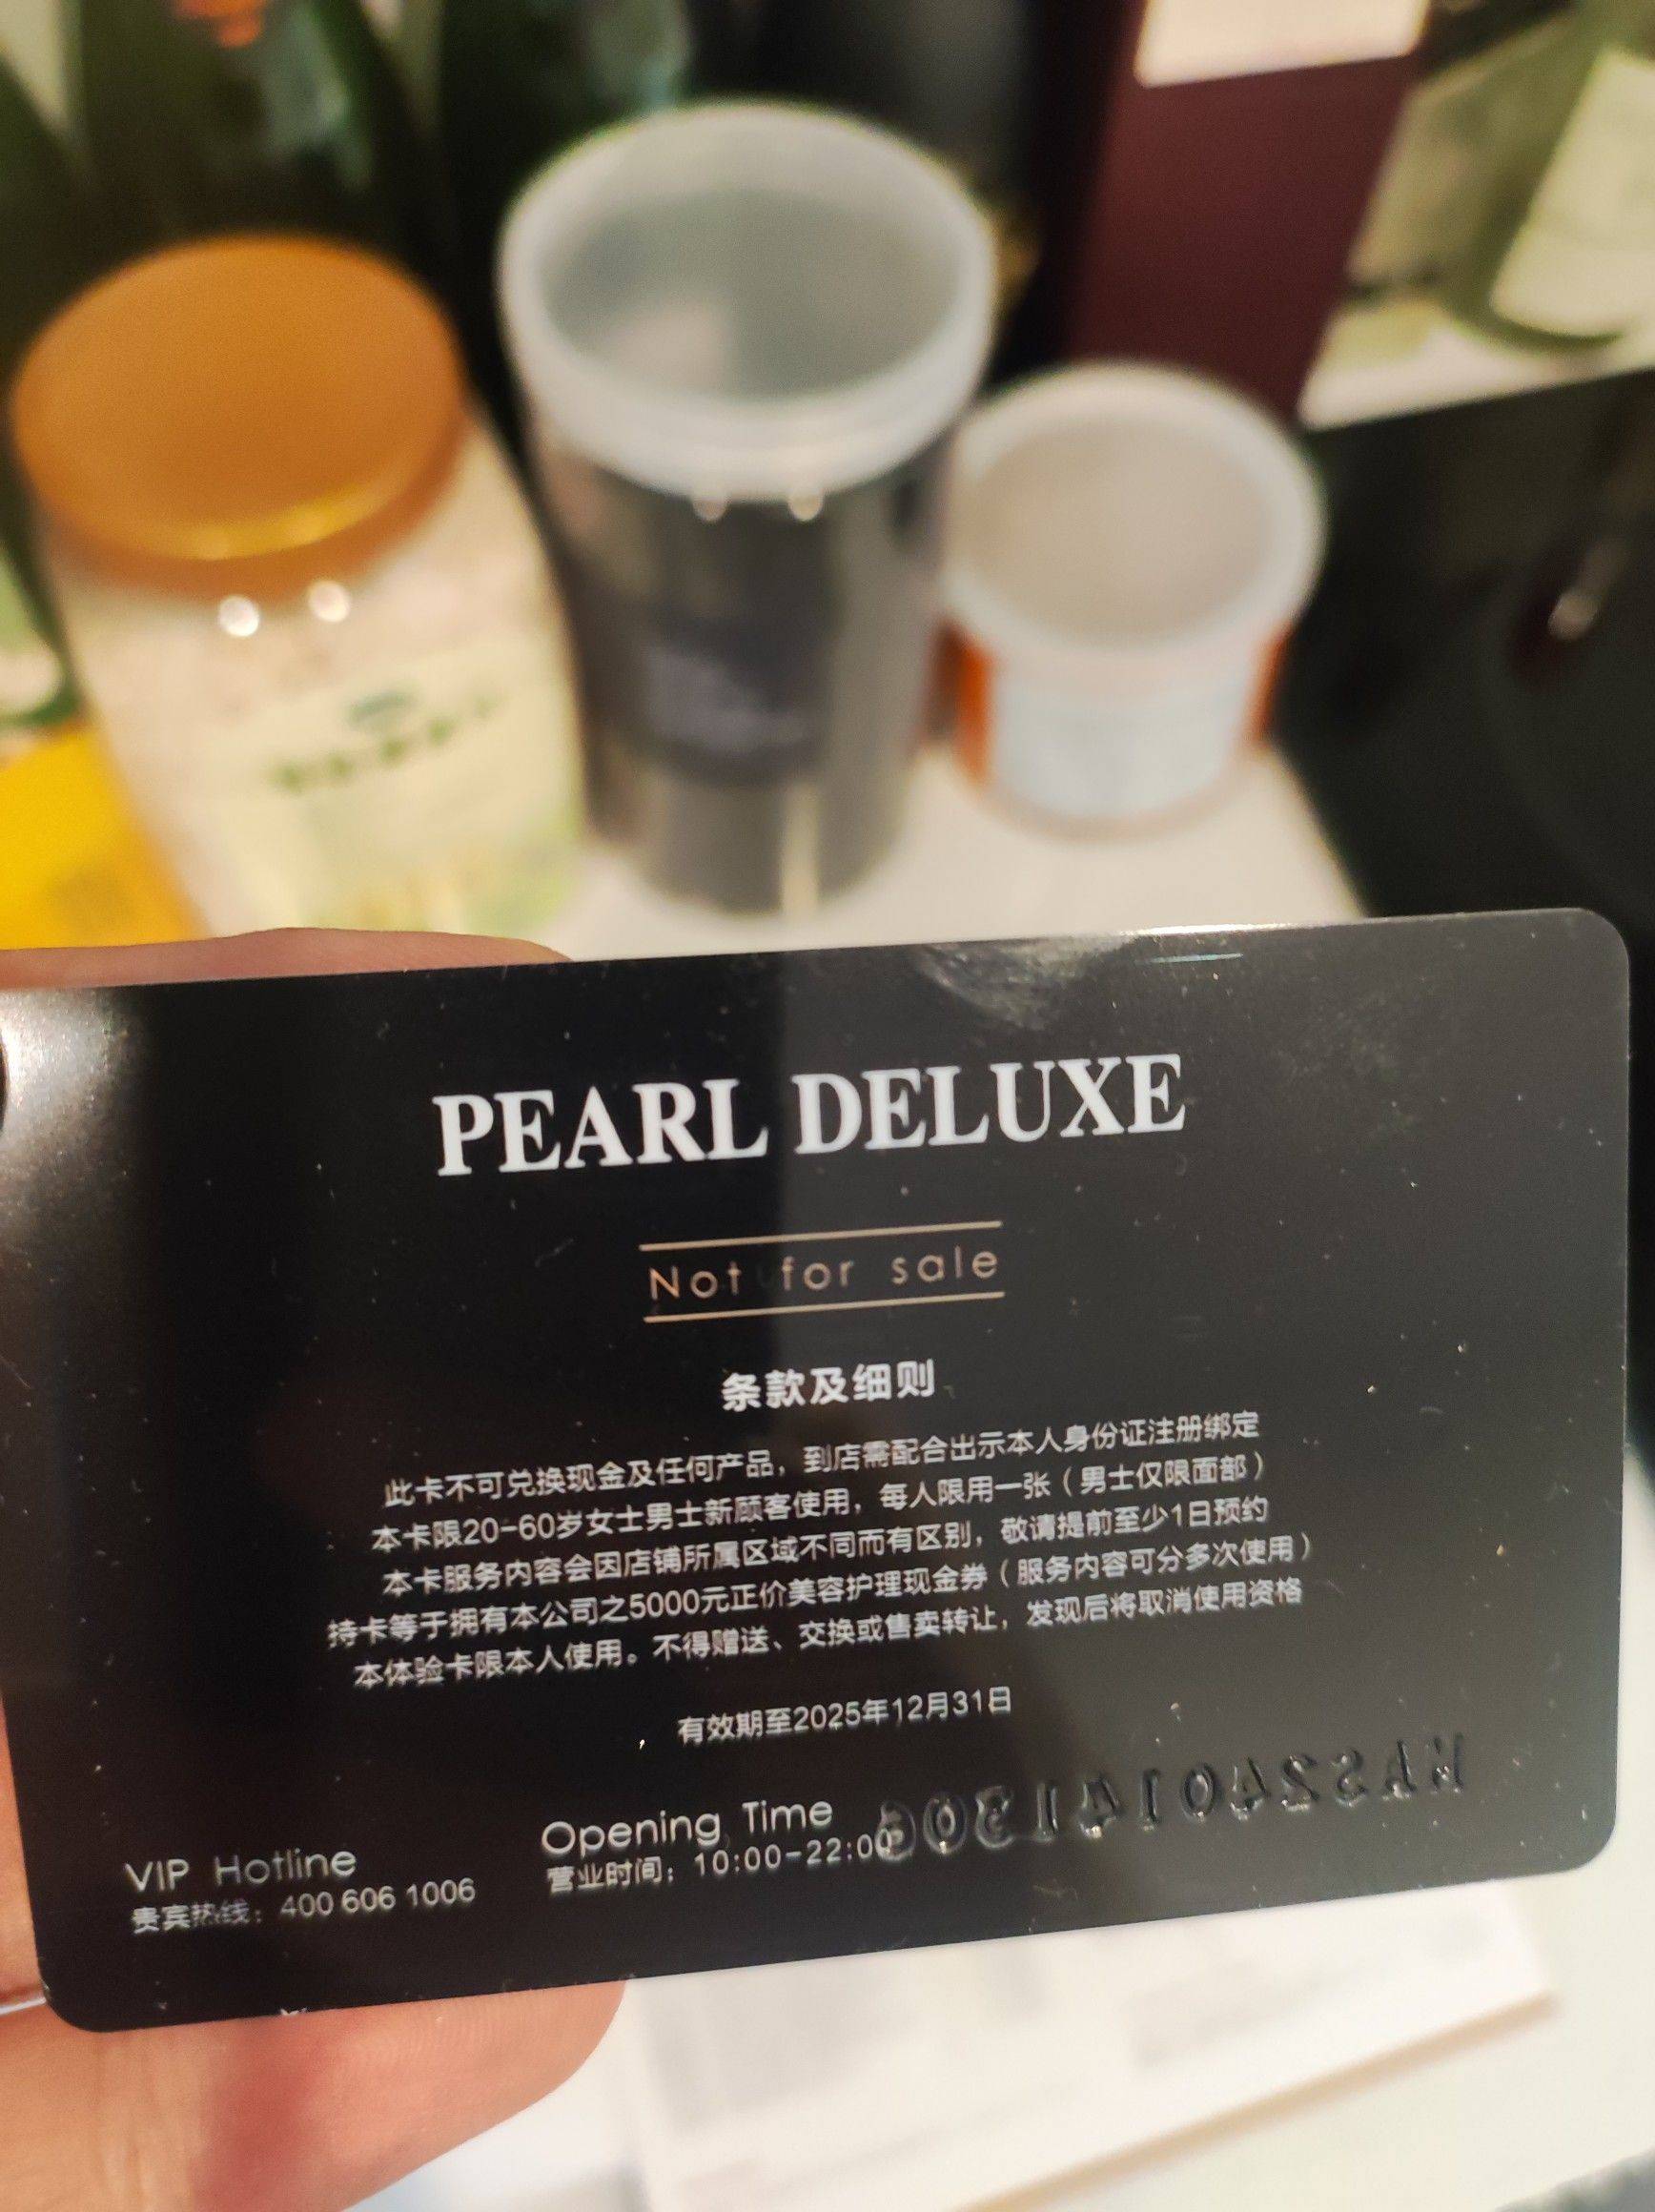 PEARL DELUXE
Not for sale
条款及细则
此卡不可兑换现金及任何产品，到店需配合出示本人身份证注册绑定
本卡限20-60岁女士男士新顾客使用，每人限用一张（男士仅限面部）
本卡服务内容会因店铺所属区域不同而有区别，敬请提前至少1日预约
持卡等于拥有本公司之5000元正价美容护理现金券（服务内容可分多次使用）
本体验卡限本人使用。不得赠送、交换或售卖转让，发现后将取消使用资格
有效期至2025年12月31日
VIP Hotline
贵宾热线：400 606 1006
Opening Time
营业时间：10:00-22:00